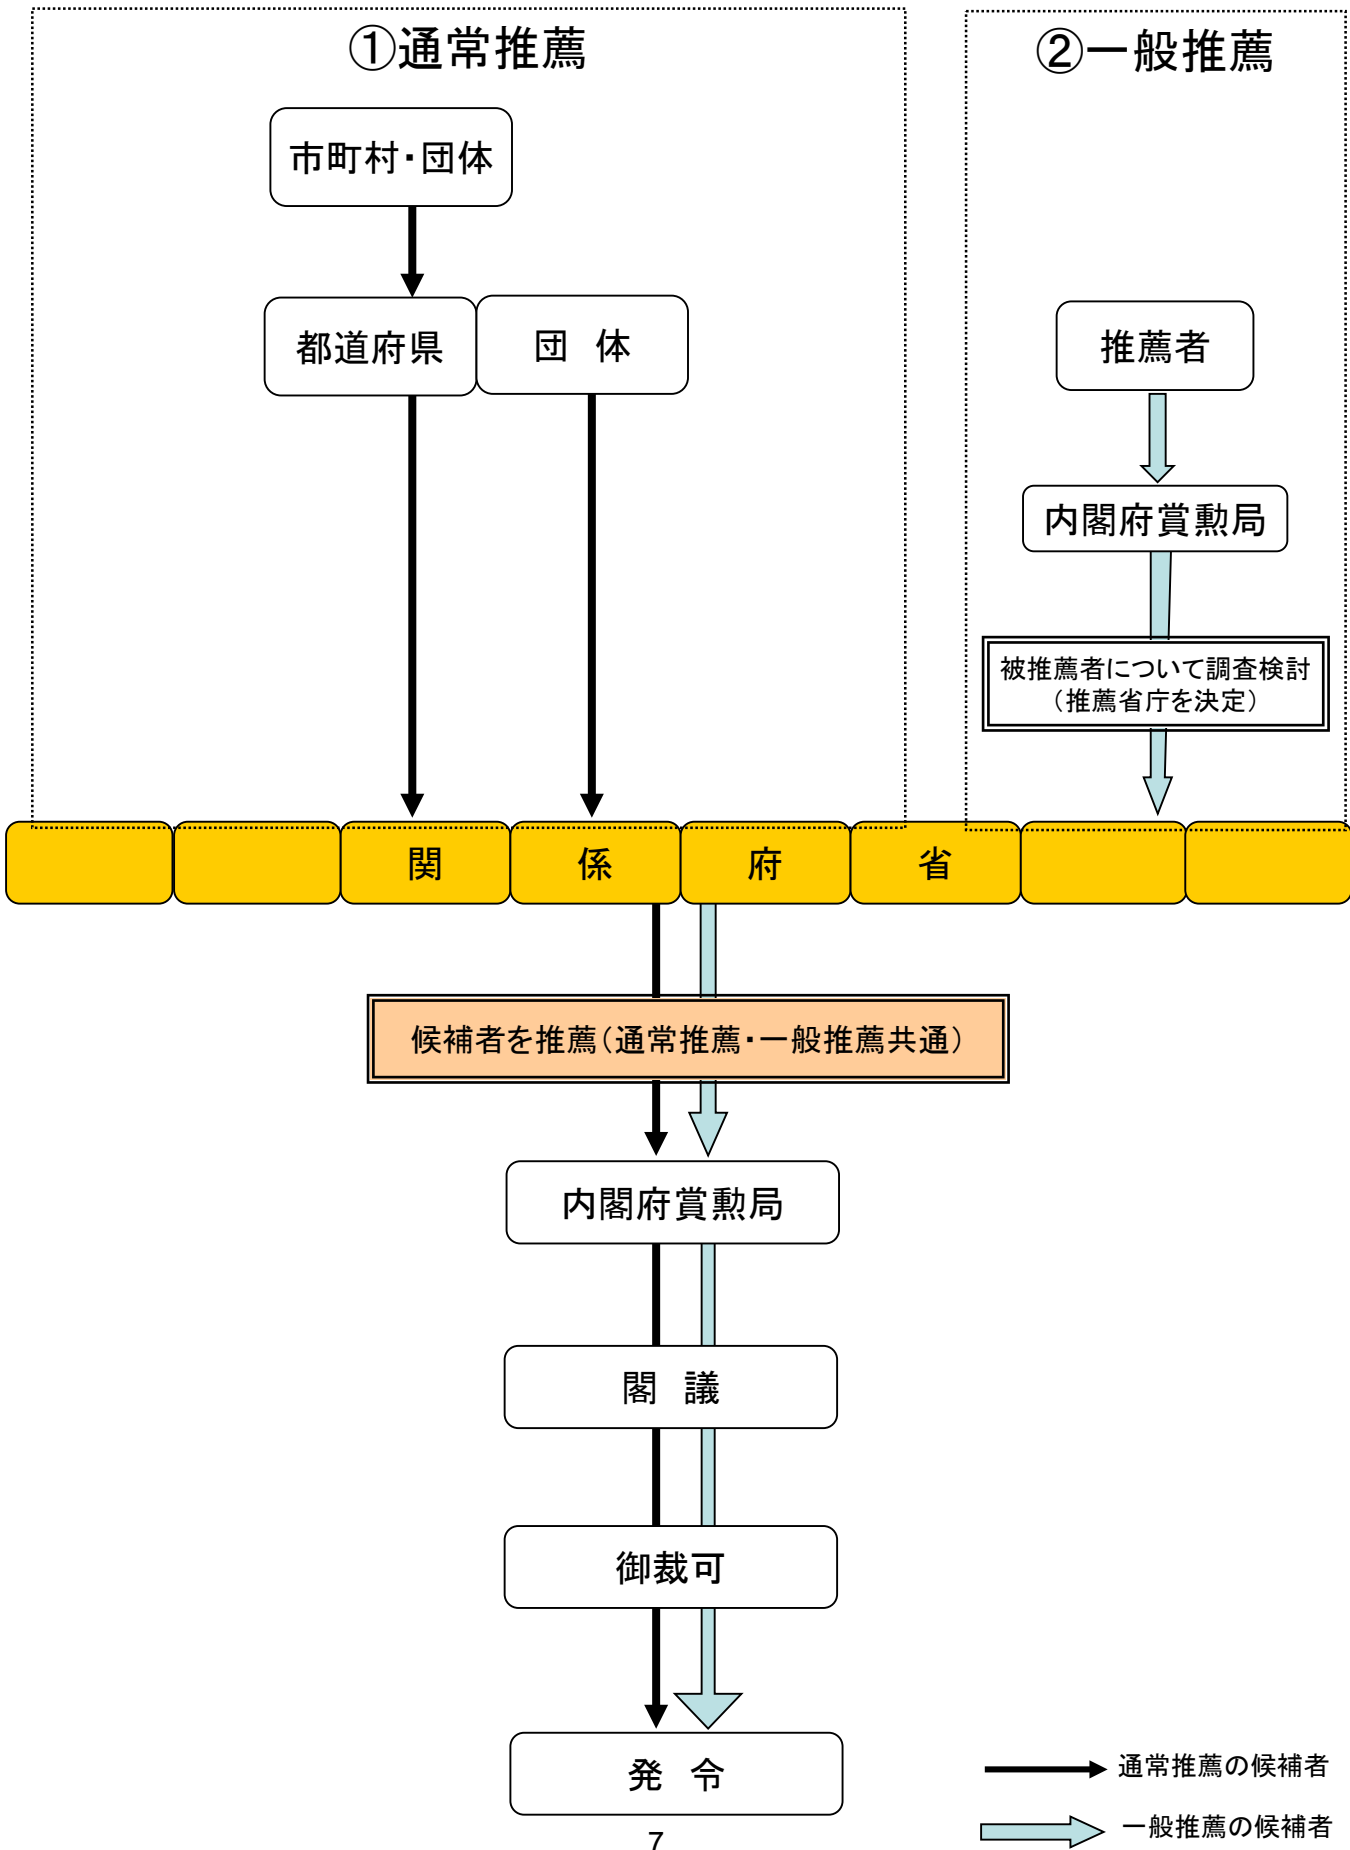 ①通常推薦
②一般推薦
市町村・団体
都道府県
団 体
推薦者
内閣府賞勲局
被推薦者について調査検討
（推薦省庁を決定）
関 係 府 省
候補者を推薦（通常推薦・一般推薦共通）
内閣府賞勲局
閣 議
御裁可
発 令
通常推薦の候補者
一般推薦の候補者
7